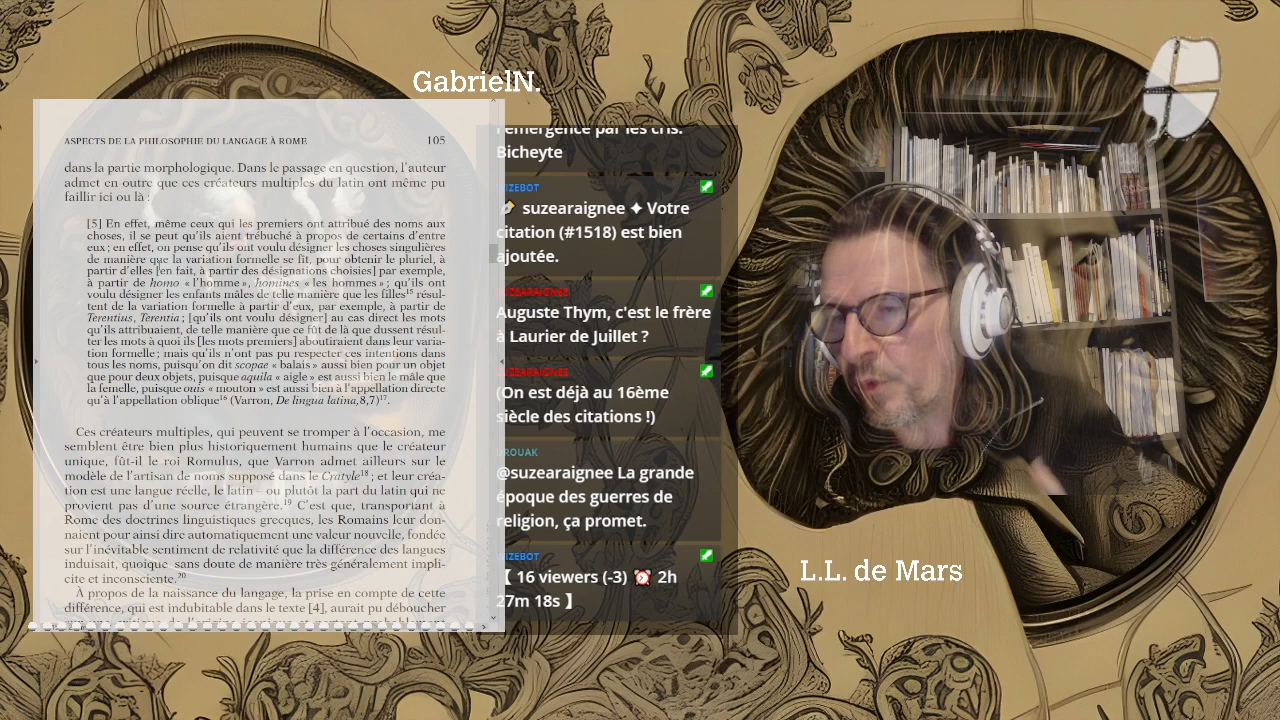 GabrielN.
ASPECTS DE LA PHILOSOPHIE DU LANGAGE À ROME 105
dans la partie morphologique. Dans le passage en question, l'auteur
admet en outre que ces créateurs multiples du latin ont même pu
faillir ici ou là :
[5] En effet, même ceux qui les premiers ont attribué des noms aux
choses, il se peut qu'ils aient trébuché à propos de certains d'entre
eux ; en effet, on pense qu'ils ont voulu désigner les choses singulières
de manière que la variation formelle se fît, pour obtenir le pluriel, à
partir d'elles [en fait, à partir des désignations choisies] par exemple,
à partir de homo « l'homme », homines « les hommes » ; qu'ils ont
voulu désigner les enfants mâles de telle manière que les filles15 résul-
tent de la variation formelle à partir d'eux, par exemple, à partir de
Terentius, Terentia ; [qu'ils ont voulu désigner] au cas direct les mots
qu'ils attribuaient, de telle manière que ce fût de là que dussent résul-
ter les mots à quoi ils [les mots premiers] aboutiraient dans leur varia-
tion formelle ; mais qu'ils n'ont pas pu respecter ces intentions dans
tous les noms, puisqu'on dit scopae « balais » aussi bien pour un objet
que pour deux objets, puisque aquila « aigle » est aussi bien le mâle que
la femelle, puisque ouis « mouton » est aussi bien à l'appellation directe
qu'à l'appellation oblique16 (Varron, De lingua latina, 8,7)17.
Ces créateurs multiples, qui peuvent se tromper à l'occasion, me
semblent être bien plus historiquement humains que le créateur
unique, fût-il le roi Romulus, que Varron admet ailleurs sur le
modèle de l'artisan de noms supposé dans le Cratyle18 ; et leur créa-
tion est une langue réelle, le latin – ou plutôt la part du latin qui ne
provient pas d'une source étrangère.19 C'est que, transportant à
Rome des doctrines linguistiques grecques, les Romains leur don-
naient pour ainsi dire automatiquement une valeur nouvelle, fondée
sur l'inévitable sentiment de relativité que la différence des langues
induisait, quoique sans doute de manière très généralement impli-
cite et inconsciente.20
À propos de la naissance du langage, la prise en compte de cette
différence, qui est indubitable dans le texte [4], aurait pu déboucher
l'émergence par les cris.
Bicheyte
WIZEBOT
suzearaignee ✦ Votre
citation (#1518) est bien
ajoutée.
SUZEARAIGNEE
Auguste Thym, c'est le frère
à Laurier de Juillet ?
SUZEARAIGNEE
(On est déjà au 16ème
siècle des citations !)
DROUAK
@suzearaignee La grande
époque des guerres de
religion, ça promet.
WIZEBOT
【 16 viewers (-3) ⏰ 2h
27m 18s 】
L.L. de Mars